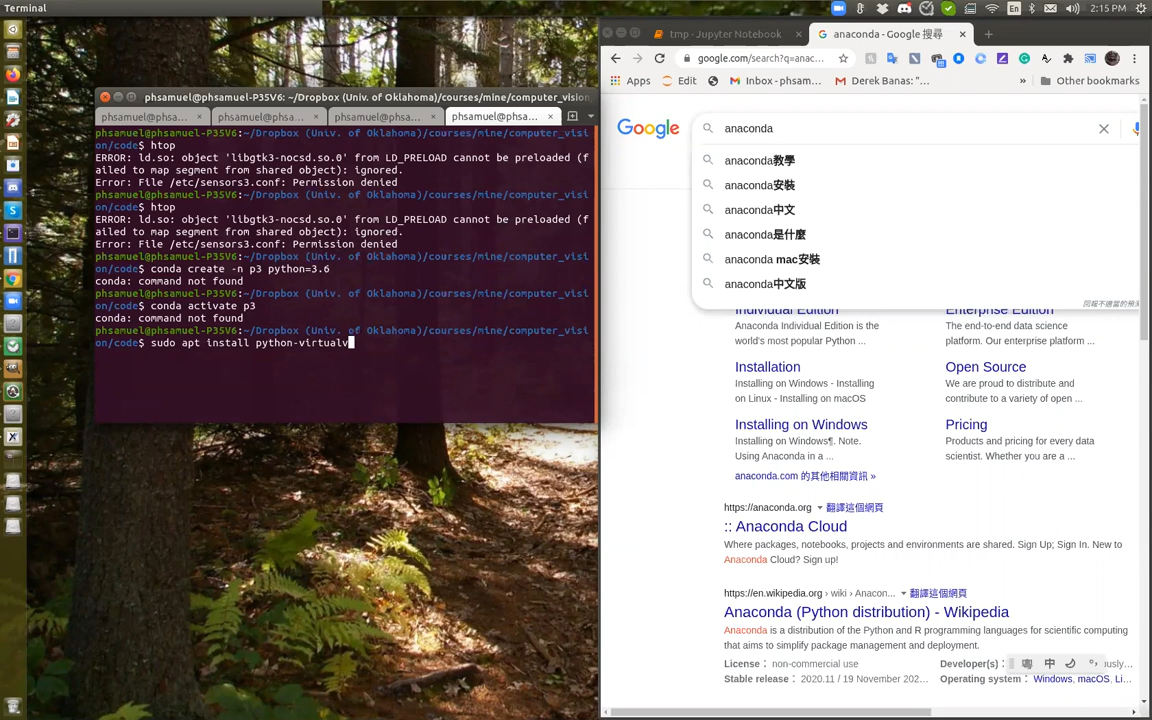 Terminal
En
2:15 PM
phsamuel@phsamuel-P35V6: ~/Dropbox (Univ. of Oklahoma)/courses/mine/computer_vision
phsamuel@phsa...
phsamuel@phsa...
phsamuel@phsa...
phsamuel@phsa...
phsamuel@phsamuel-P35V6:~/Dropbox (Univ. of Oklahoma)/courses/mine/computer_visi
on/code$ htop
ERROR: ld.so: object 'libgtk3-nocsd.so.0' from LD_PRELOAD cannot be preloaded (f
ailed to map segment from shared object): ignored.
Error: File /etc/sensors3.conf: Permission denied
phsamuel@phsamuel-P35V6:~/Dropbox (Univ. of Oklahoma)/courses/mine/computer_visi
on/code$ htop
ERROR: ld.so: object 'libgtk3-nocsd.so.0' from LD_PRELOAD cannot be preloaded (f
ailed to map segment from shared object): ignored.
Error: File /etc/sensors3.conf: Permission denied
phsamuel@phsamuel-P35V6:~/Dropbox (Univ. of Oklahoma)/courses/mine/computer_visi
on/code$ conda create -n p3 python=3.6
conda: command not found
phsamuel@phsamuel-P35V6:~/Dropbox (Univ. of Oklahoma)/courses/mine/computer_visi
on/code$ conda activate p3
conda: command not found
phsamuel@phsamuel-P35V6:~/Dropbox (Univ. of Oklahoma)/courses/mine/computer_visi
on/code$ sudo apt install python-virtualv
tmp - Jupyter Notebook
anaconda - Google 搜尋
google.com/search?q=anac...
Apps
Edit
Inbox - phsam...
Derek Banas: "...
»
Other bookmarks
Google
anaconda
anaconda教學
anaconda安裝
anaconda中文
anaconda是什麼
anaconda mac安裝
anaconda中文版
Individual Edition
Anaconda Individual Edition is the
world's most popular Python ...
Enterprise Edition
The end-to-end data science
platform. Our enterprise platform ...
Installation
Installing on Windows - Installing
on Linux - Installing on macOS
Open Source
We are proud to distribute and
contribute to a variety of open ...
Installing on Windows
Installing on Windows¶. Note.
Using Anaconda in a ...
Pricing
Products and pricing for every data
scientist. Whether you are a ...
anaconda.com 的其他相關資訊 »
https://anaconda.org 翻譯這個網頁
:: Anaconda Cloud
Where packages, notebooks, projects and environments are shared. Sign Up; Sign In. New to
Anaconda Cloud? Sign up!
https://en.wikipedia.org › wiki › Anacon... 翻譯這個網頁
Anaconda (Python distribution) - Wikipedia
Anaconda is a distribution of the Python and R programming languages for scientific computing
that aims to simplify package management and deployment.
License： non-commercial use
Developer(s)：
Stable release： 2020.11 / 19 November 202...
Operating system： Windows, macOS, Li...
粵 中